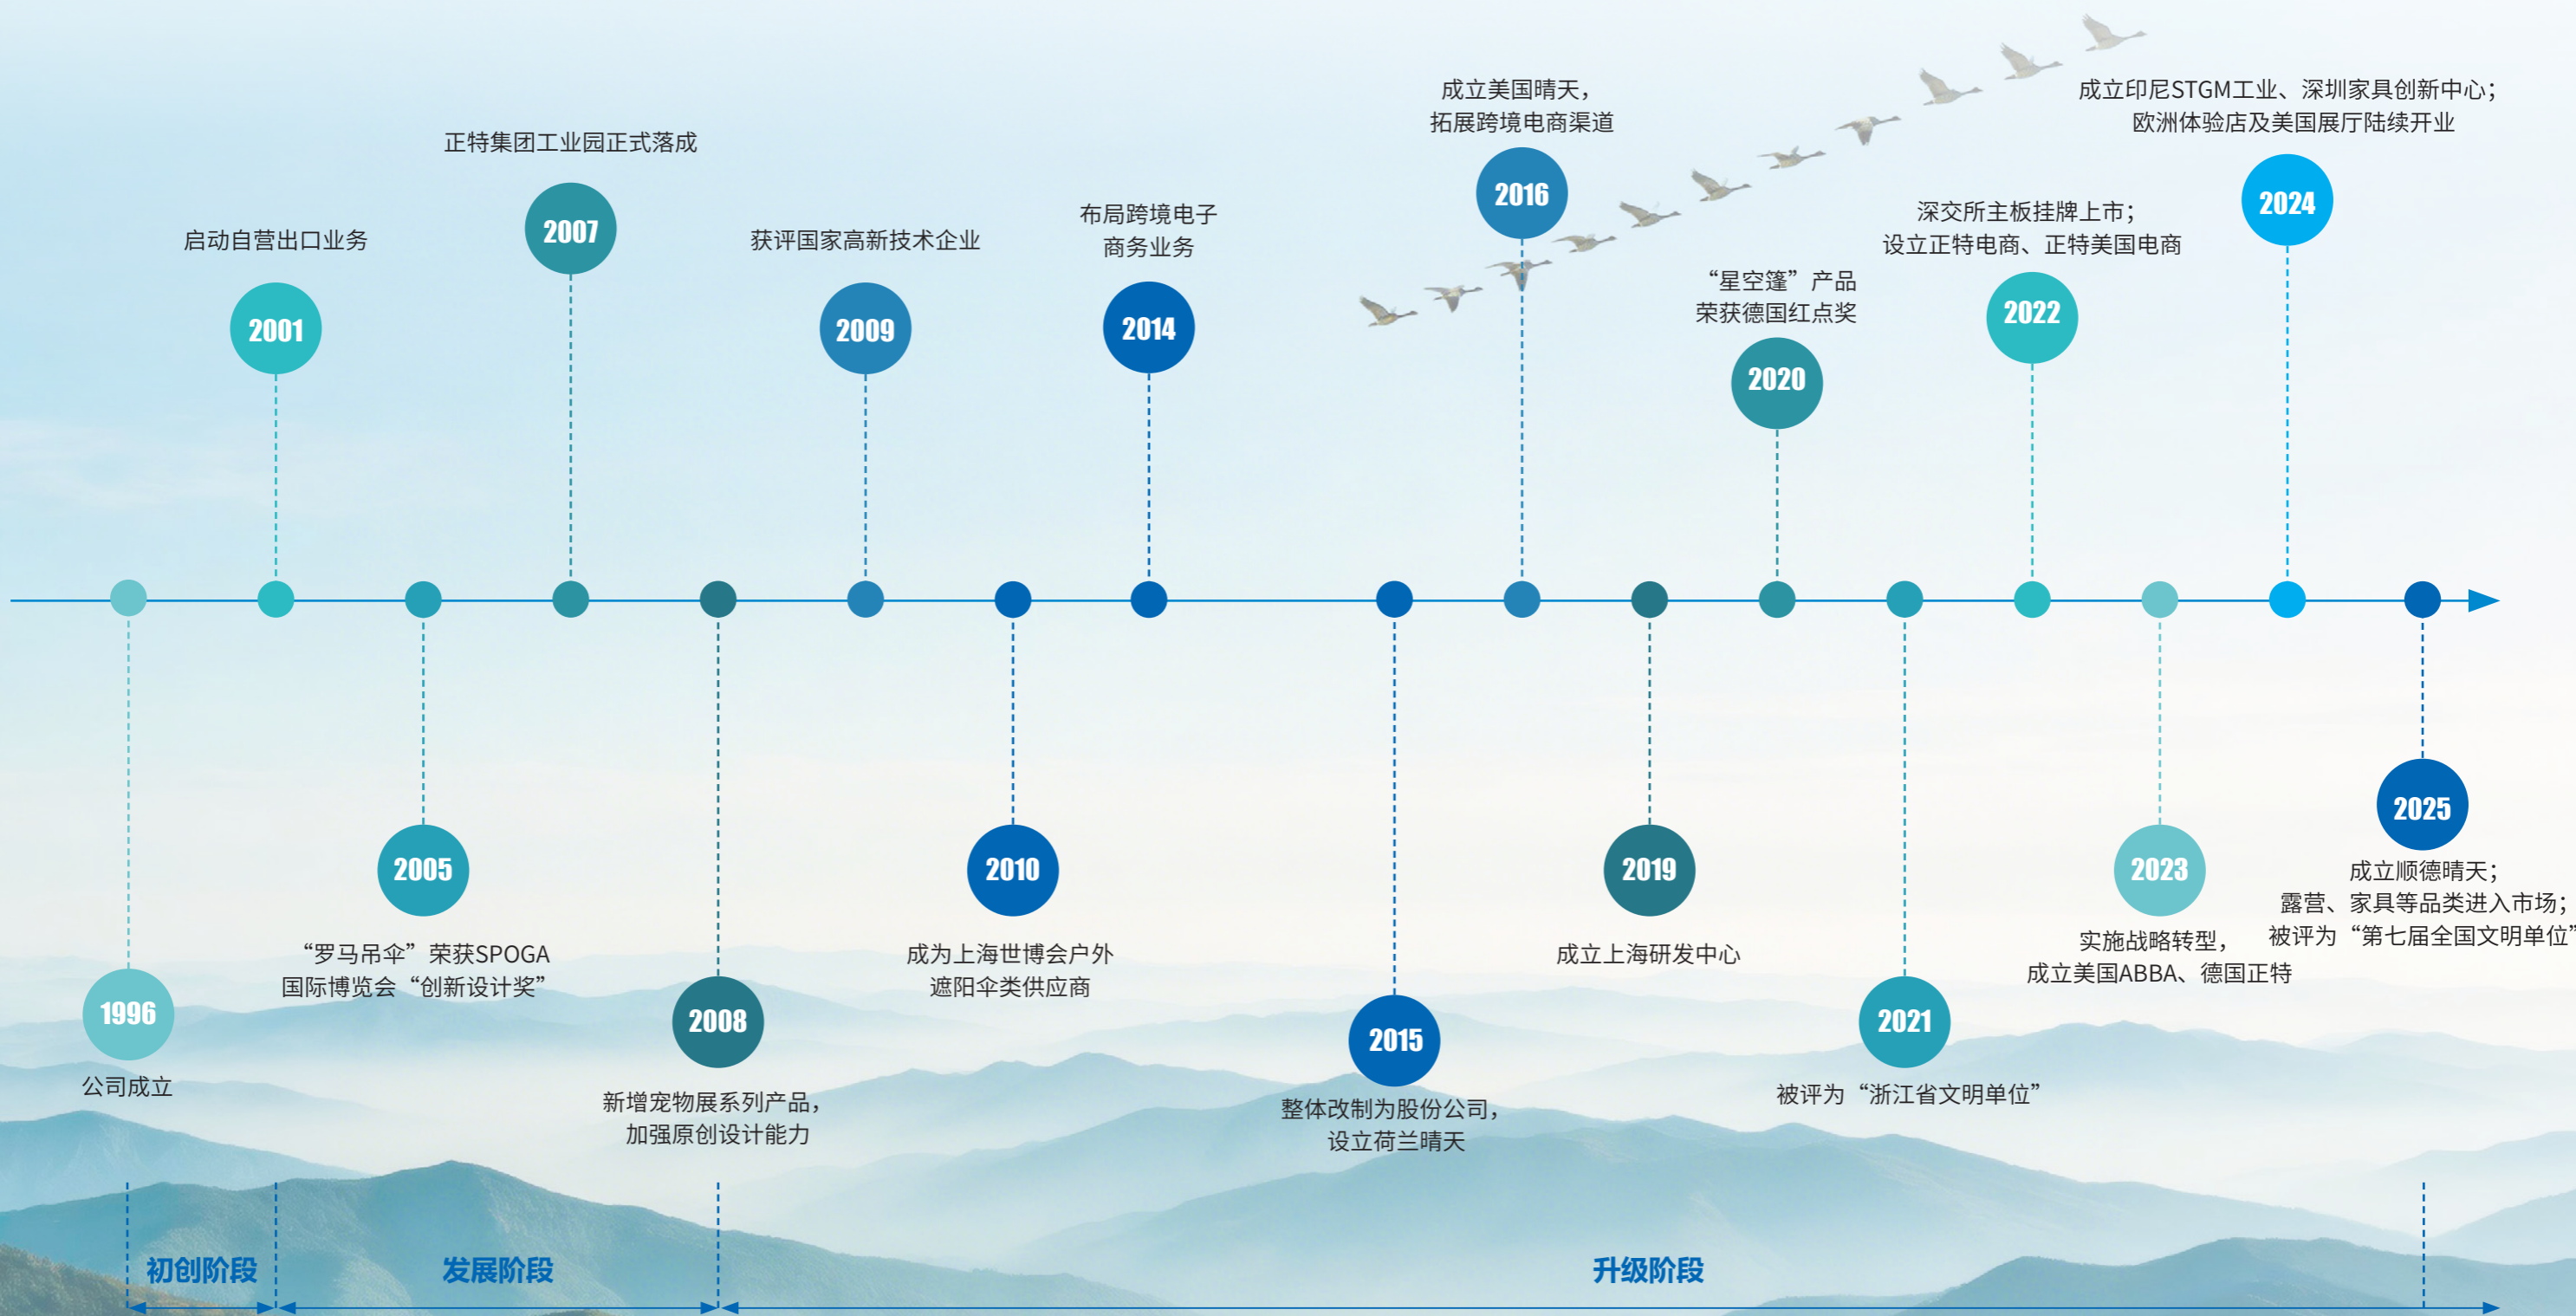 成立美国晴天，
拓展跨境电商渠道
2016
成立印尼STGM工业、深圳家具创新中心；
欧洲体验店及美国展厅陆续开业
2024
正特集团工业园正式落成
2007
启动自营出口业务
2001
获评国家高新技术企业
2009
布局跨境电子
商务业务
2014
“星空篷”产品
荣获德国红点奖
2020
深交所主板挂牌上市；
设立正特电商、正特美国电商
2022
1996
公司成立
2005
“罗马吊伞”荣获SPOGA
国际博览会“创新设计奖”
2008
新增宠物展系列产品，
加强原创设计能力
2010
成为上海世博会户外
遮阳伞类供应商
2015
整体改制为股份公司，
设立荷兰晴天
2019
成立上海研发中心
2021
被评为“浙江省文明单位”
2023
实施战略转型，
成立美国ABBA、德国正特
2025
成立顺德晴天；
露营、家具等品类进入市场；
被评为“第七届全国文明单位”
初创阶段
发展阶段
升级阶段